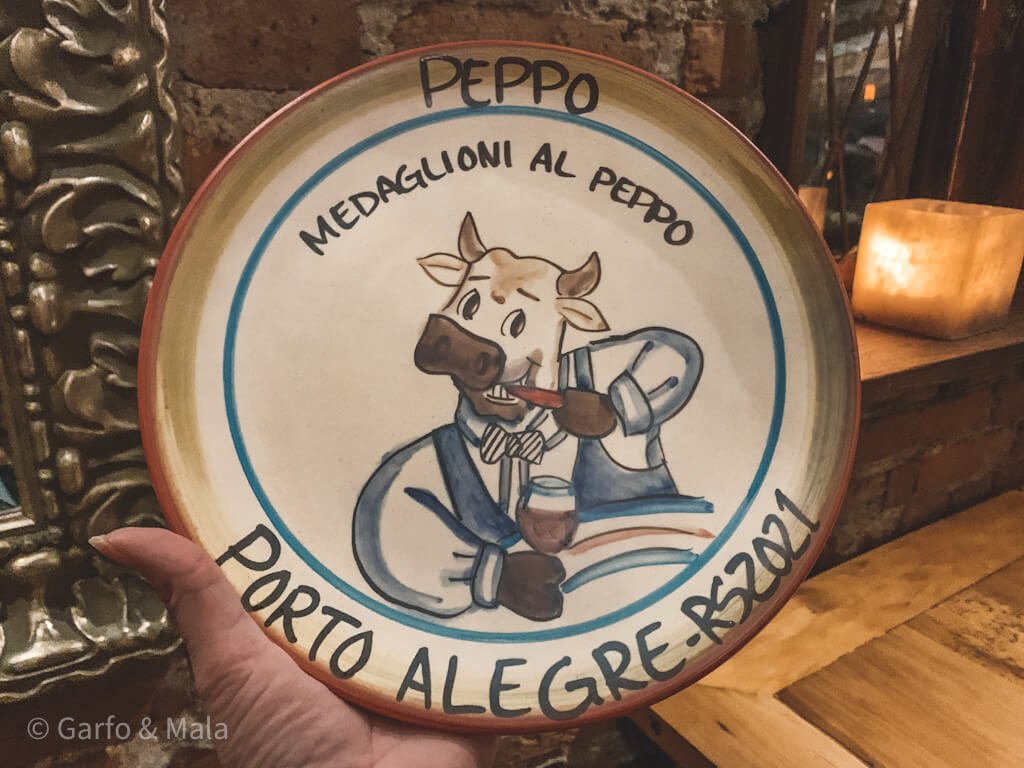 PEPPO
MEDAGLIONI AL PEPPO
PORTO ALEGRE-RS2021
© Garfo & Mala